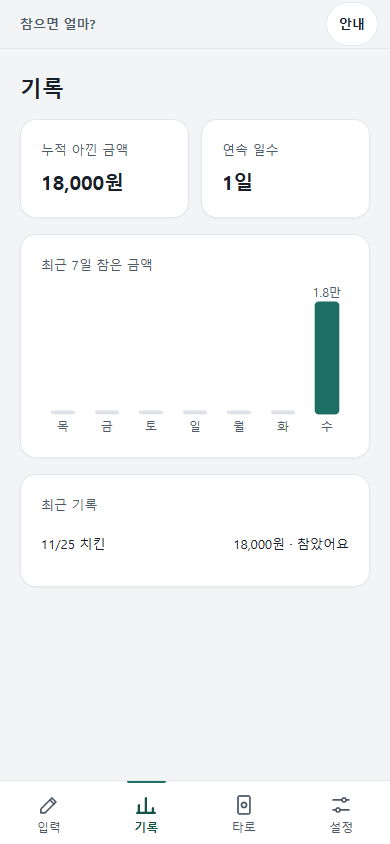 참으면 얼마?
안내
기록
누적 아낀 금액
18,000원
연속 일수
1일
최근 7일 참은 금액
1.8만
목 금 토 일 월 화 수
최근 기록
11/25 치킨 18,000원 · 참았어요
입력 기록 타로 설정